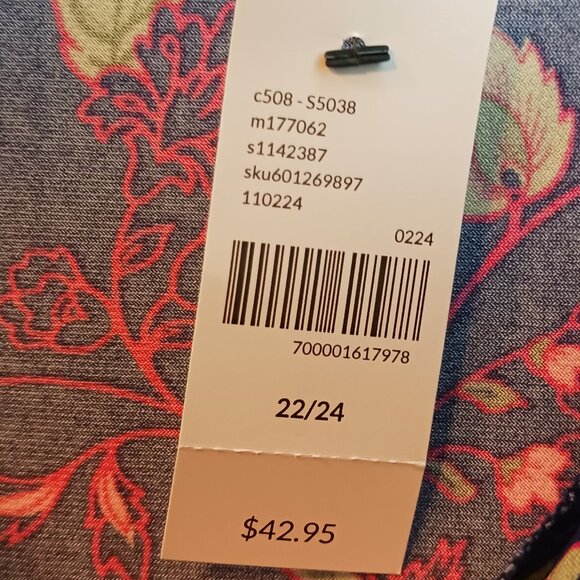 c508 - S5038
m177062
s1142387
sku601269897
110224
0224
700001617978
22/24
$42.95